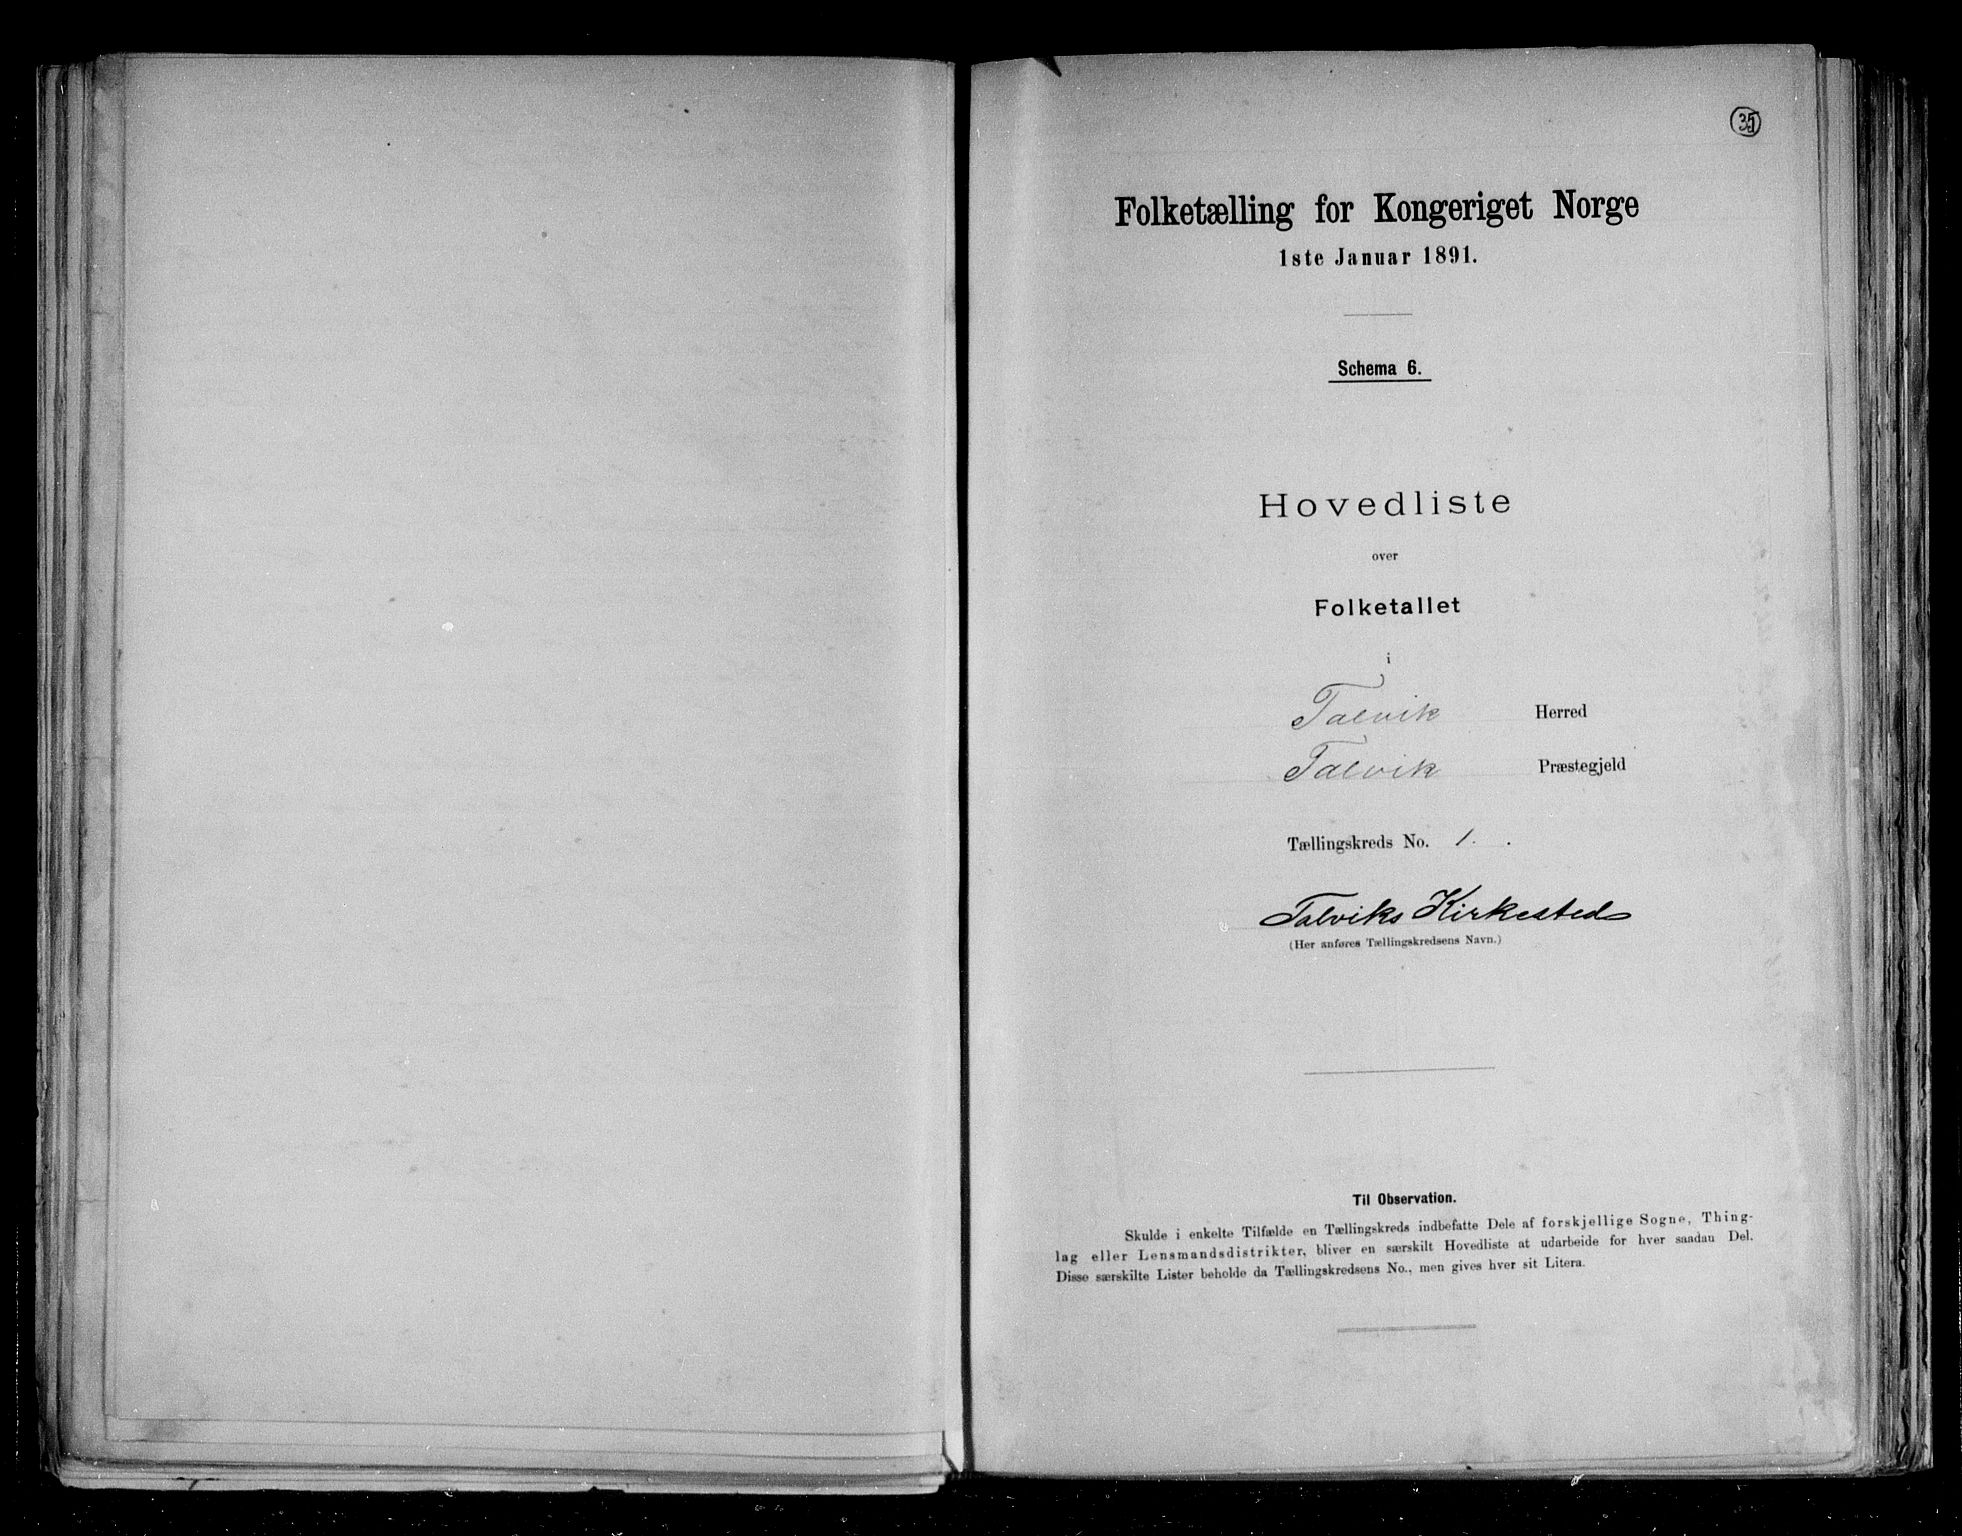 35
Folketælling for Kongeriget Norge
1ste Januar 1891.
Schema 6.
Hovedliste
over
Folketallet
i
Talvik Herred
Talvik Præstegjeld
Tællingskreds No. 1. .
Talviks Kirkested
(Her anføres Tællingskredsens Navn.)
Til Observation.
Skulde i enkelte Tilfælde en Tællingskreds indbefatte Dele af forskjellige Sogne, Thing-
lag eller Lensmandsdistrikter, bliver en særskilt Hovedliste at udarbeide for hver saadan Del.
Disse særskilte Lister beholde da Tællingskredsens No., men gives hver sit Litera.